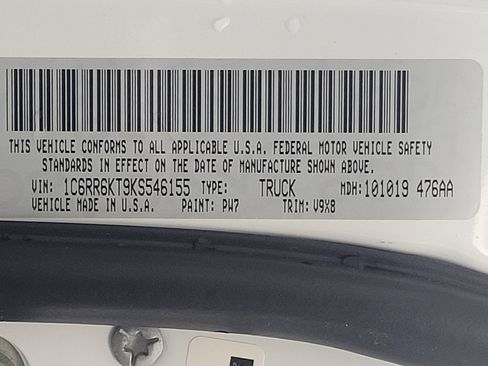 THIS VEHICLE CONFORMS TO ALL APPLICABLE U.S.A. FEDERAL MOTOR VEHICLE SAFETY
STANDARDS IN EFFECT ON THE DATE OF MANUFACTURE SHOWN ABOVE.
VIN: 1C6RR6KT9KS546155 TYPE: TRUCK MDH: 101019 476AA
VEHICLE MADE IN U.S.A. PAINT: PW7 TRIM: V9X8